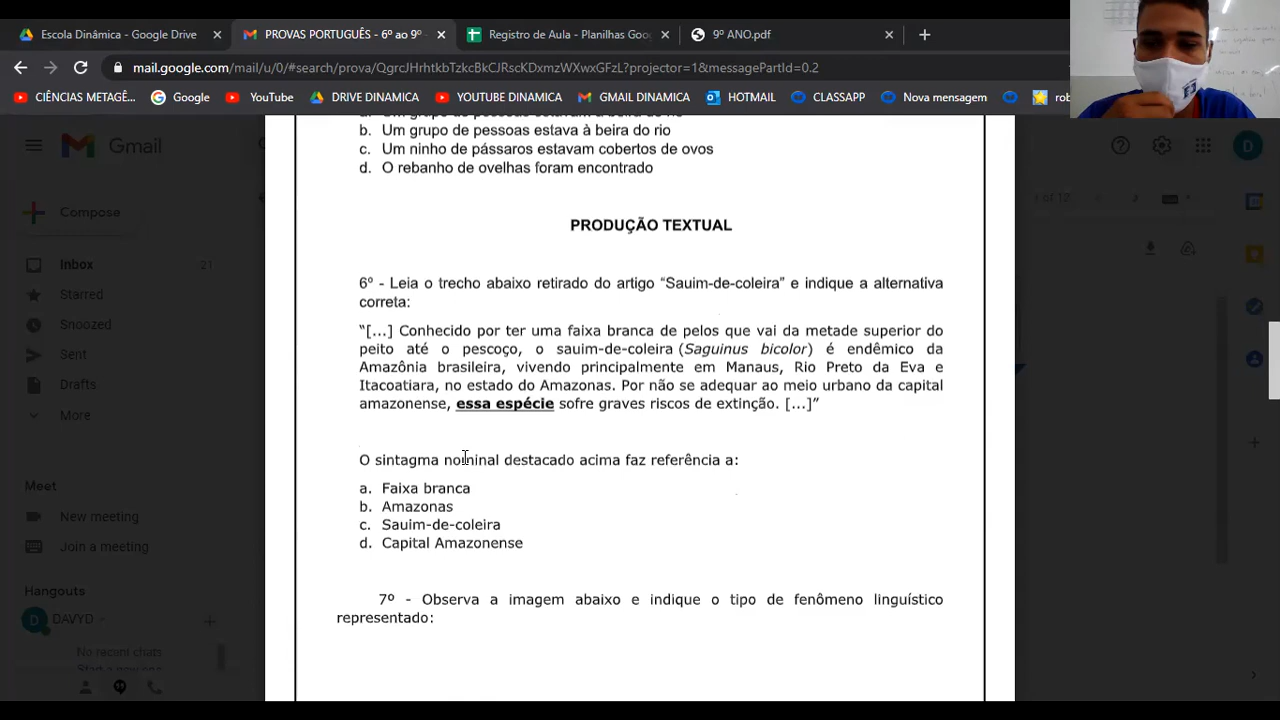 Escola Dinâmica - Google Drive
PROVAS PORTUGUÊS - 6º ao 9º
Registro de Aula - Planilhas Goo
9º ANO.pdf
mail.google.com/mail/u/0/#search/prova/QgrcJHrhtkbTzkcBkCJRscKDxmzWXwxGFzL?projector=1&messagePartId=0.2
CIÊNCIAS METAGÊ...
Google
YouTube
DRIVE DINAMICA
YOUTUBE DINAMICA
GMAIL DINAMICA
HOTMAIL
CLASSAPP
Nova mensagem
rob
Gmail
D
Compose
Inbox 21
Starred
Snoozed
Sent
Drafts
More
Meet
New meeting
Join a meeting
Hangouts
D DAVYD
No recent chats
b. Um grupo de pessoas estava à beira do rio
c. Um ninho de pássaros estavam cobertos de ovos
d. O rebanho de ovelhas foram encontrado
PRODUÇÃO TEXTUAL
6º - Leia o trecho abaixo retirado do artigo “Sauim-de-coleira” e indique a alternativa
correta:
“[...] Conhecido por ter uma faixa branca de pelos que vai da metade superior do
peito até o pescoço, o sauim-de-coleira (Saguinus bicolor) é endêmico da
Amazônia brasileira, vivendo principalmente em Manaus, Rio Preto da Eva e
Itacoatiara, no estado do Amazonas. Por não se adequar ao meio urbano da capital
amazonense, essa espécie sofre graves riscos de extinção. [...]”
O sintagma nominal destacado acima faz referência a:
a. Faixa branca
b. Amazonas
c. Sauim-de-coleira
d. Capital Amazonense
7º - Observa a imagem abaixo e indique o tipo de fenômeno linguístico
representado: